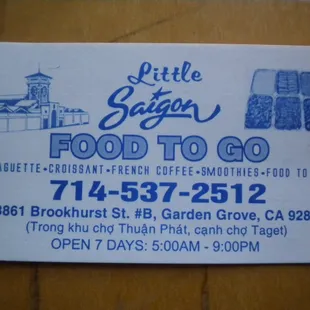 Little
Saigon
FOOD TO GO
AGUETTE • CROISSANT • FRENCH COFFEE • SMOOTHIES • FOOD TO
714-537-2512
3861 Brookhurst St. #B, Garden Grove, CA 928
(Trong khu chợ Thuận Phát, cạnh chợ Taget)
OPEN 7 DAYS: 5:00AM - 9:00PM